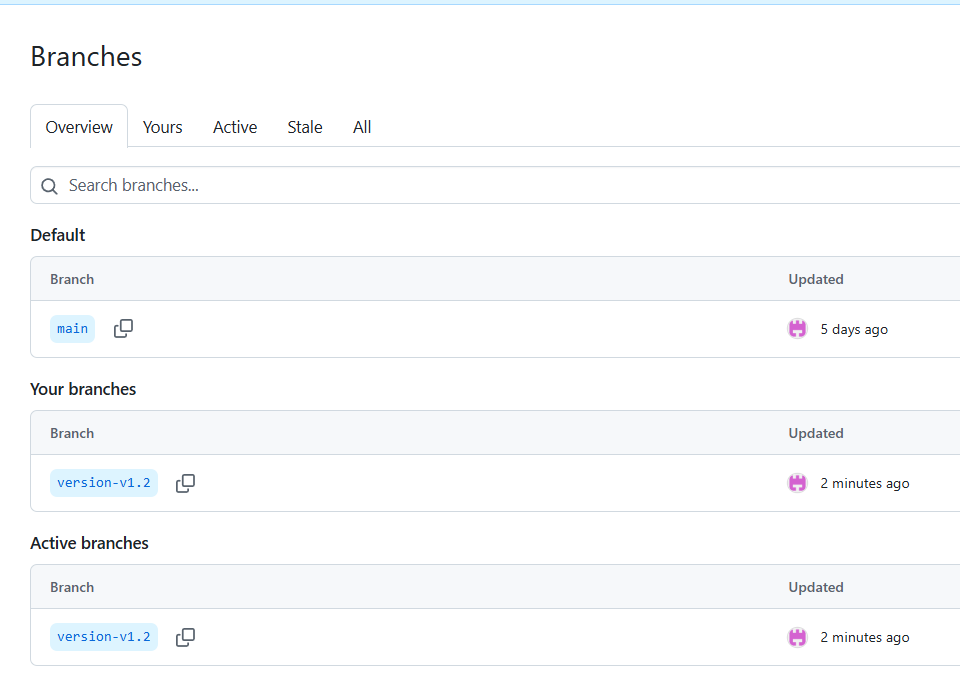 Branches
Overview Yours Active Stale All
Search branches...
Default
Branch Updated
main 5 days ago
Your branches
Branch Updated
version-v1.2 2 minutes ago
Active branches
Branch Updated
version-v1.2 2 minutes ago